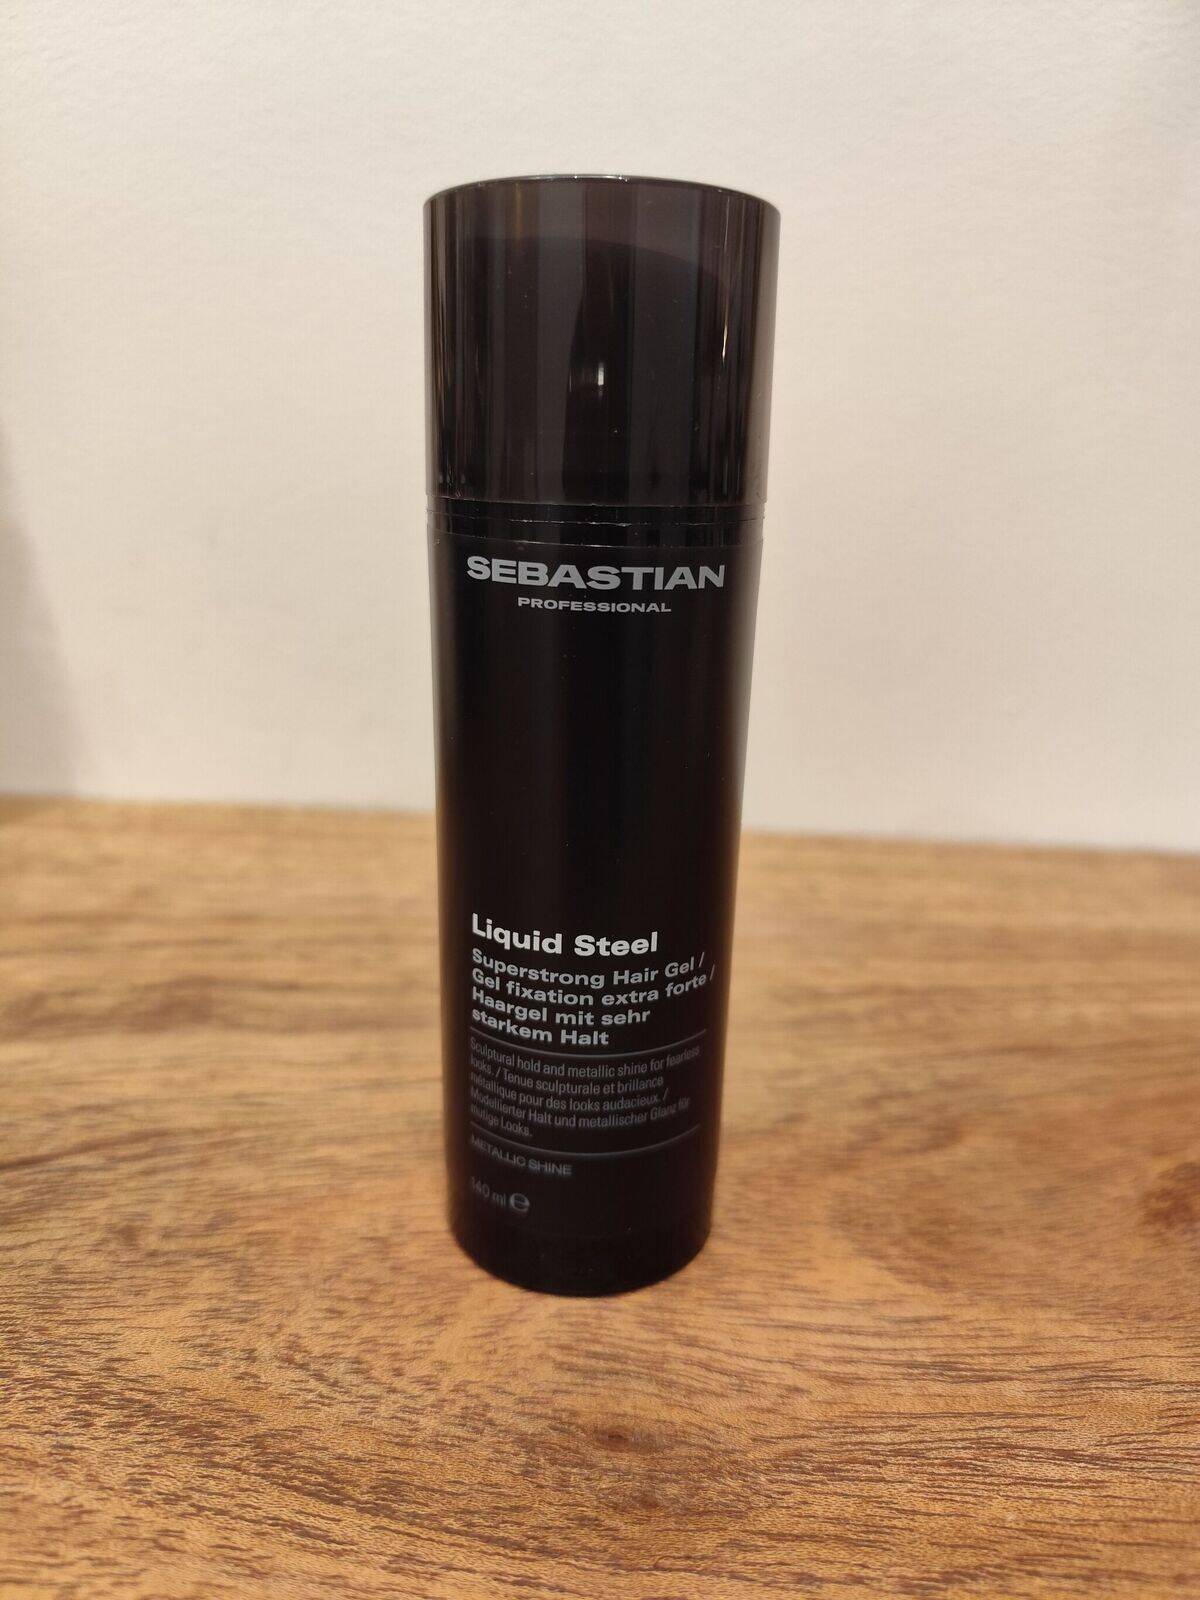 SEBASTIAN
PROFESSIONAL
Liquid Steel
Superstrong Hair Gel /
Gel fixation extra forte /
Haargel mit sehr
starkem Halt
Sculptural hold and metallic shine for fearless
looks. / Tenue sculpturale et brillance
métallique pour des looks audacieux. /
Modellierter Halt und metallischer Glanz für
mutige Looks.
METALLIC SHINE
140 ml ℮